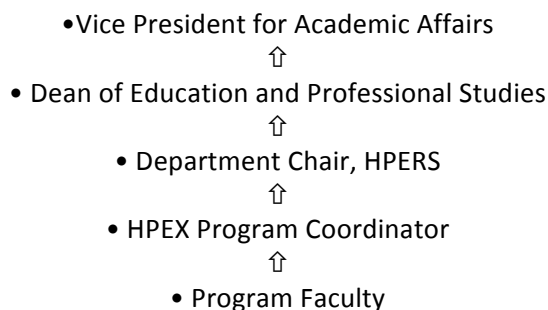 •Vice President for Academic Affairs
⇧
• Dean of Education and Professional Studies
⇧
• Department Chair, HPERS
⇧
• HPEX Program Coordinator
⇧
• Program Faculty